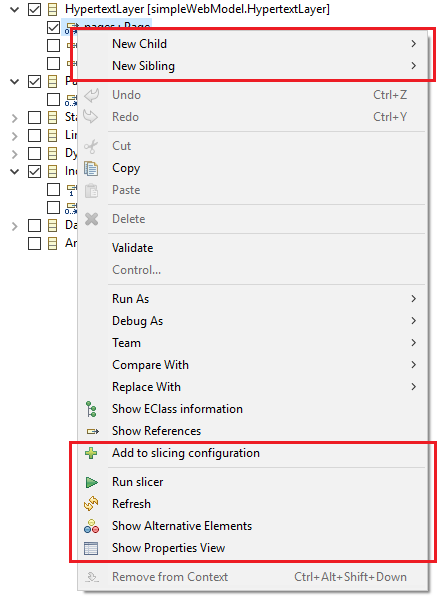 HypertextLayer [simpleWebModel.HypertextLayer]
pages : Page
New Child
New Sibling
Undo Ctrl+Z
Redo Ctrl+Y
Cut
Copy
Paste
Delete
Validate
Control...
Run As
Debug As
Team
Compare With
Replace With
Show EClass information
Show References
Add to slicing configuration
Run slicer
Refresh
Show Alternative Elements
Show Properties View
Remove from Context Ctrl+Alt+Shift+Down
Sta
Lin
Dy
Da